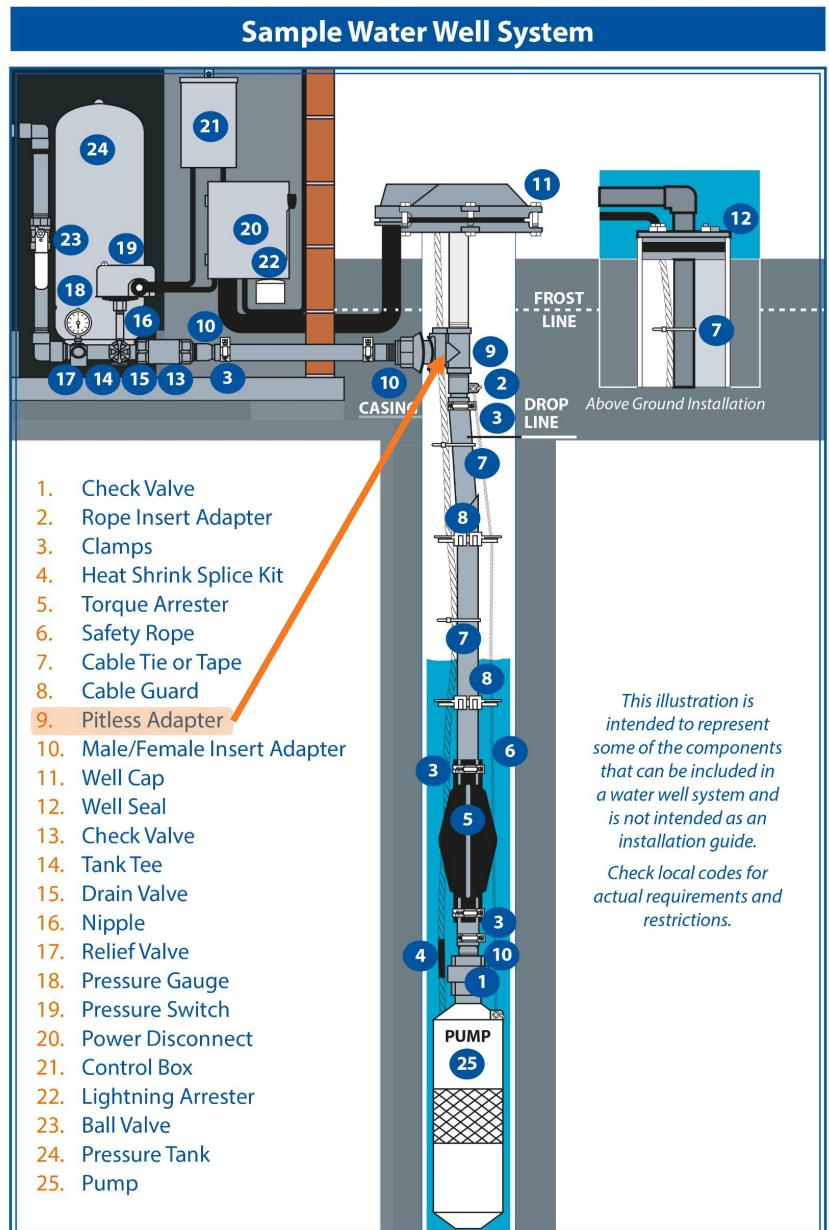 Sample Water Well System
21
24
11
12
20
23
19
22
18
FROST
LINE
16
10
7
9
17
14
15
13
3
10
2
CASING
DROP
LINE
3
Above Ground Installation
7
8
1. Check Valve
2. Rope Insert Adapter
3. Clamps
4. Heat Shrink Splice Kit
5. Torque Arrester
6. Safety Rope
7. Cable Tie or Tape
8. Cable Guard
9. Pitless Adapter
10. Male/Female Insert Adapter
11. Well Cap
12. Well Seal
13. Check Valve
14. Tank Tee
15. Drain Valve
16. Nipple
17. Relief Valve
18. Pressure Gauge
19. Pressure Switch
20. Power Disconnect
21. Control Box
22. Lightning Arrester
23. Ball Valve
24. Pressure Tank
25. Pump
7
8
6
3
5
3
4
10
1
PUMP
25
This illustration is
intended to represent
some of the components
that can be included in
a water well system and
is not intended as an
installation guide.
Check local codes for
actual requirements and
restrictions.